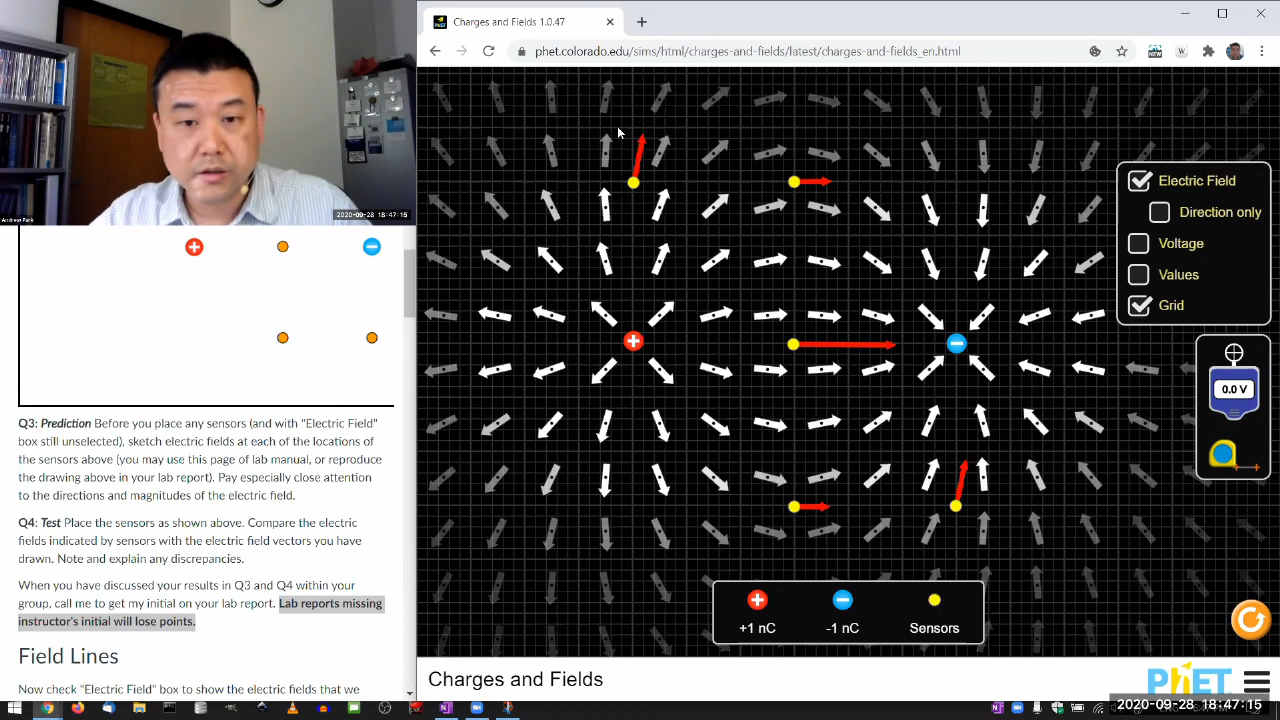 Charges and Fields 1.0.47
phet.colorado.edu/sims/html/charges-and-fields/latest/charges-and-fields_en.html
Andrew Park
2020-09-28 18:47:15
Electric Field
Direction only
Voltage
Values
Grid
0.0 V
+1 nC
-1 nC
Sensors
Q3: Prediction Before you place any sensors (and with "Electric Field"
box still unselected), sketch electric fields at each of the locations of
the sensors above (you may use this page of lab manual, or reproduce
the drawing above in your lab report). Pay especially close attention
to the directions and magnitudes of the electric field.
Q4: Test Place the sensors as shown above. Compare the electric
fields indicated by sensors with the electric field vectors you have
drawn. Note and explain any discrepancies.
When you have discussed your results in Q3 and Q4 within your
group, call me to get my initial on your lab report. Lab reports missing
instructor's initial will lose points.
Field Lines
Now check "Electric Field" box to show the electric fields that we
Charges and Fields
PhET
2020-09-28 18:47:15